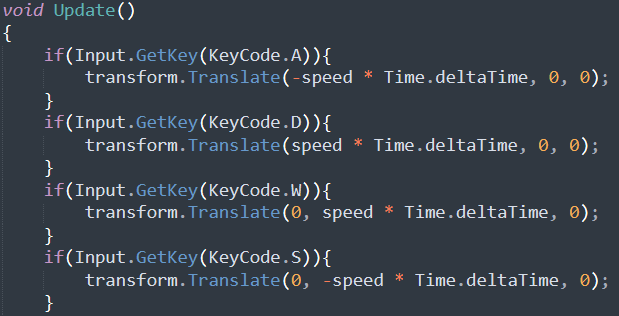 void Update()
{
    if(Input.GetKey(KeyCode.A)){
        transform.Translate(-speed * Time.deltaTime, 0, 0);
    }
    if(Input.GetKey(KeyCode.D)){
        transform.Translate(speed * Time.deltaTime, 0, 0);
    }
    if(Input.GetKey(KeyCode.W)){
        transform.Translate(0, speed * Time.deltaTime, 0);
    }
    if(Input.GetKey(KeyCode.S)){
        transform.Translate(0, -speed * Time.deltaTime, 0);
    }